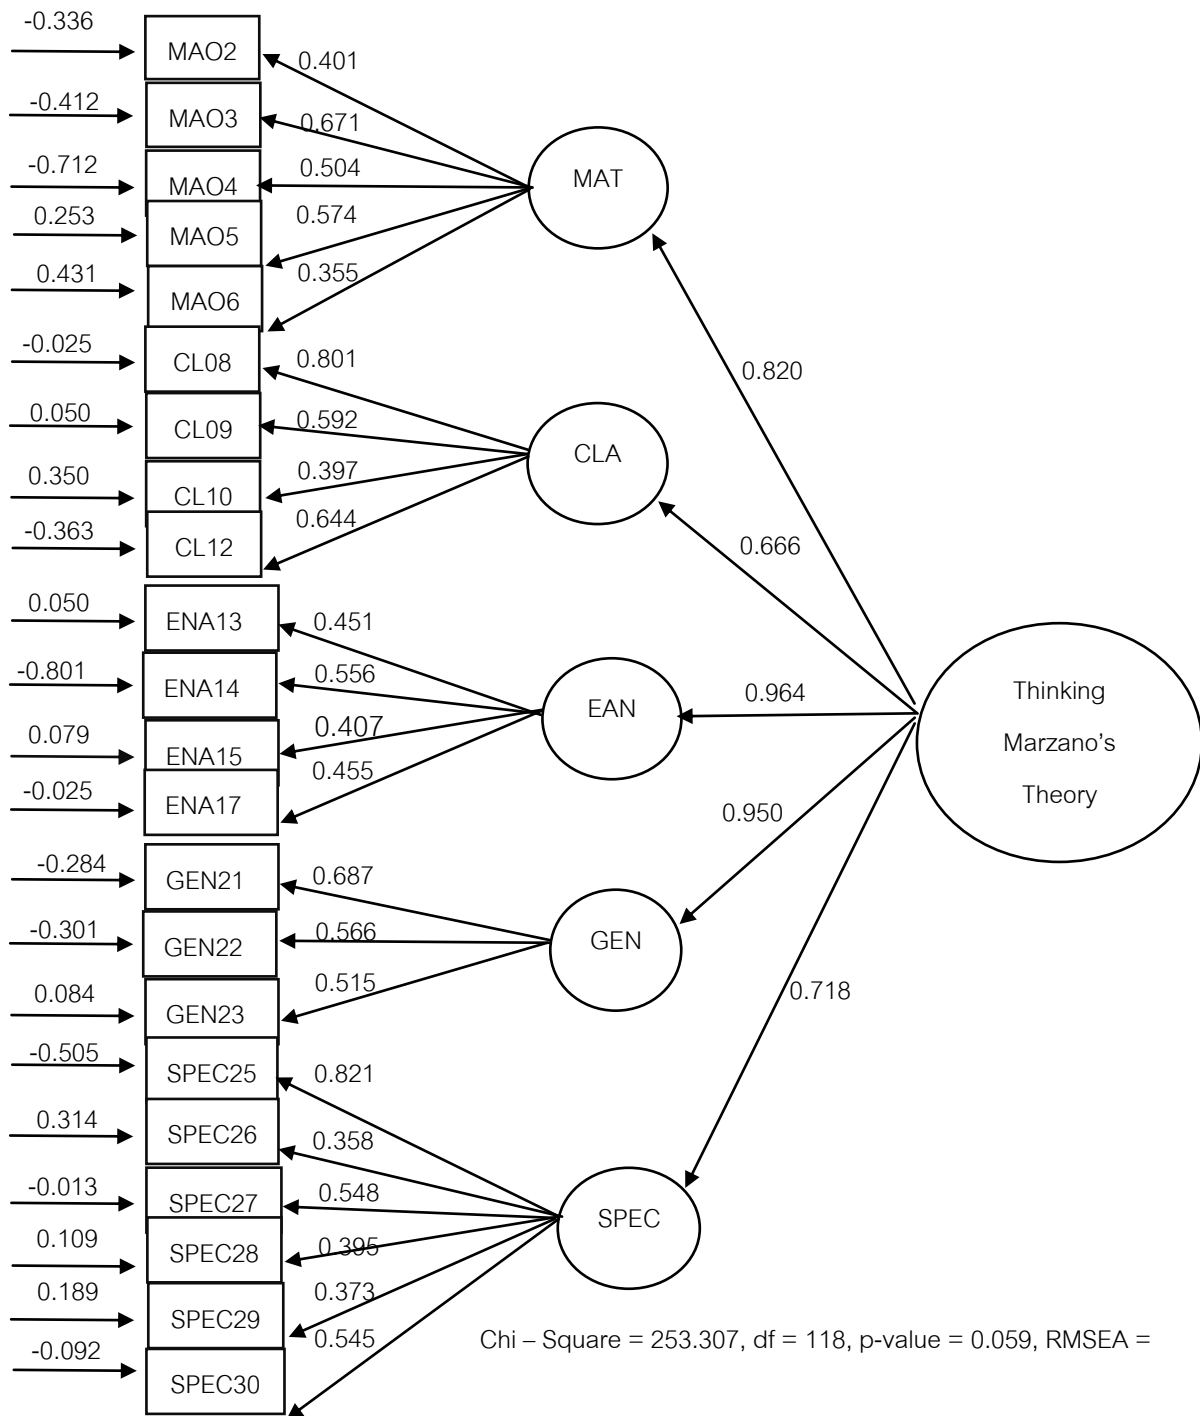 -0.336
MAO2
0.401
-0.412
MAO3
0.671
-0.712
MAO4
0.504
0.253
MAO5
0.574
0.431
MAO6
0.355
MAT
0.820
-0.025
CL08
0.801
0.050
CL09
0.592
0.350
CL10
0.397
-0.363
CL12
0.644
CLA
0.666
0.050
ENA13
0.451
-0.801
ENA14
0.556
0.079
ENA15
0.407
-0.025
ENA17
0.455
EAN
0.964
Thinking
Marzano's
Theory
-0.284
GEN21
0.687
-0.301
GEN22
0.566
0.084
GEN23
0.515
GEN
0.950
-0.505
SPEC25
0.821
0.314
SPEC26
0.358
-0.013
SPEC27
0.548
0.109
SPEC28
0.395
0.189
SPEC29
0.373
-0.092
SPEC30
0.545
SPEC
0.718
Chi – Square = 253.307, df = 118, p-value = 0.059, RMSEA =